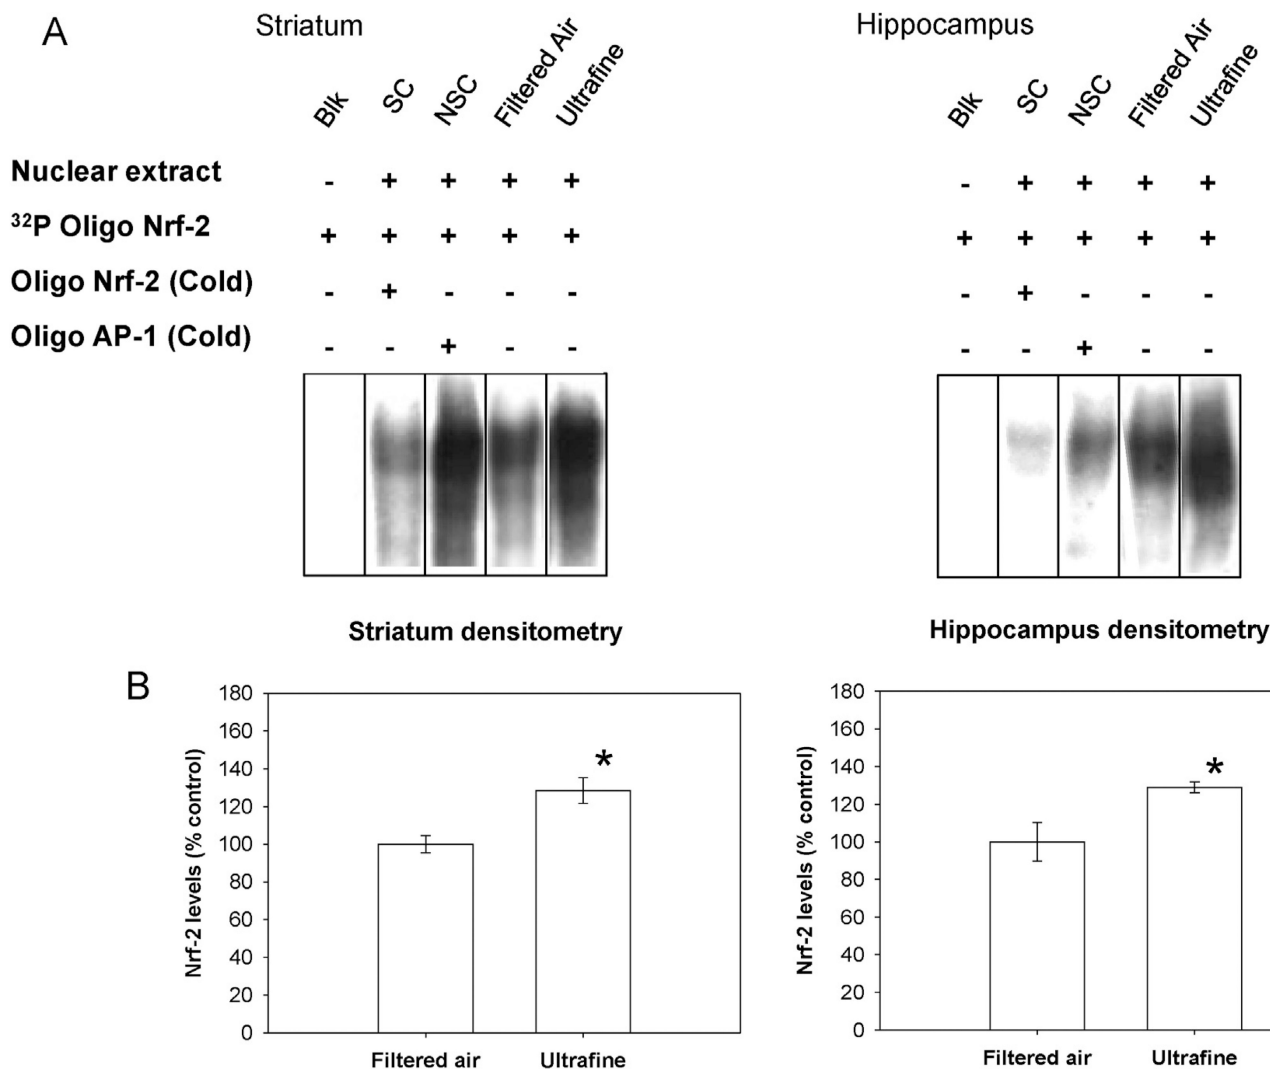 A
Striatum
Hippocampus
Blk SC NSC Filtered Air Ultrafine
Blk SC NSC Filtered Air Ultrafine
Nuclear extract - + + + + - + + + +
³²P Oligo Nrf-2 + + + + + + + + + +
Oligo Nrf-2 (Cold) - + - - - - + - - -
Oligo AP-1 (Cold) - - + - - - - + - -
Striatum densitometry
Hippocampus densitometry
B
Nrf-2 levels (% control)
180
160
140
120
100
80
60
40
20
0
*
Filtered air Ultrafine
Nrf-2 levels (% control)
180
160
140
120
100
80
60
40
20
0
*
Filtered air Ultrafine